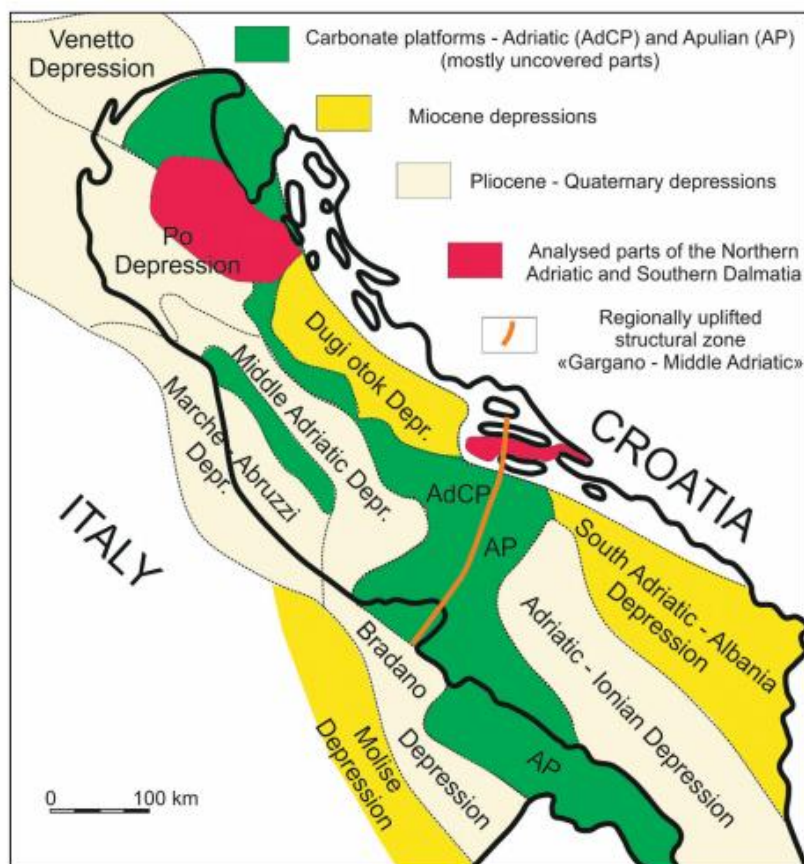 Venetto
Depression
Carbonate platforms - Adriatic (AdCP) and Apulian (AP)
(mostly uncovered parts)
Miocene depressions
Pliocene - Quaternary depressions
Po
Depression
Analysed parts of the Northern
Adriatic and Southern Dalmatia
Regionally uplifted
structural zone
«Gargano - Middle Adriatic»
Dugi otok Depr.
Middle Adriatic Depr.
Marche - Abruzzi
Depr.
CROATIA
ITALY
AdCP
AP
South Adriatic - Albania
Depression
Adriatic - Ionian Depression
Bradano
Depression
Molise
Depression
AP
0 100 km